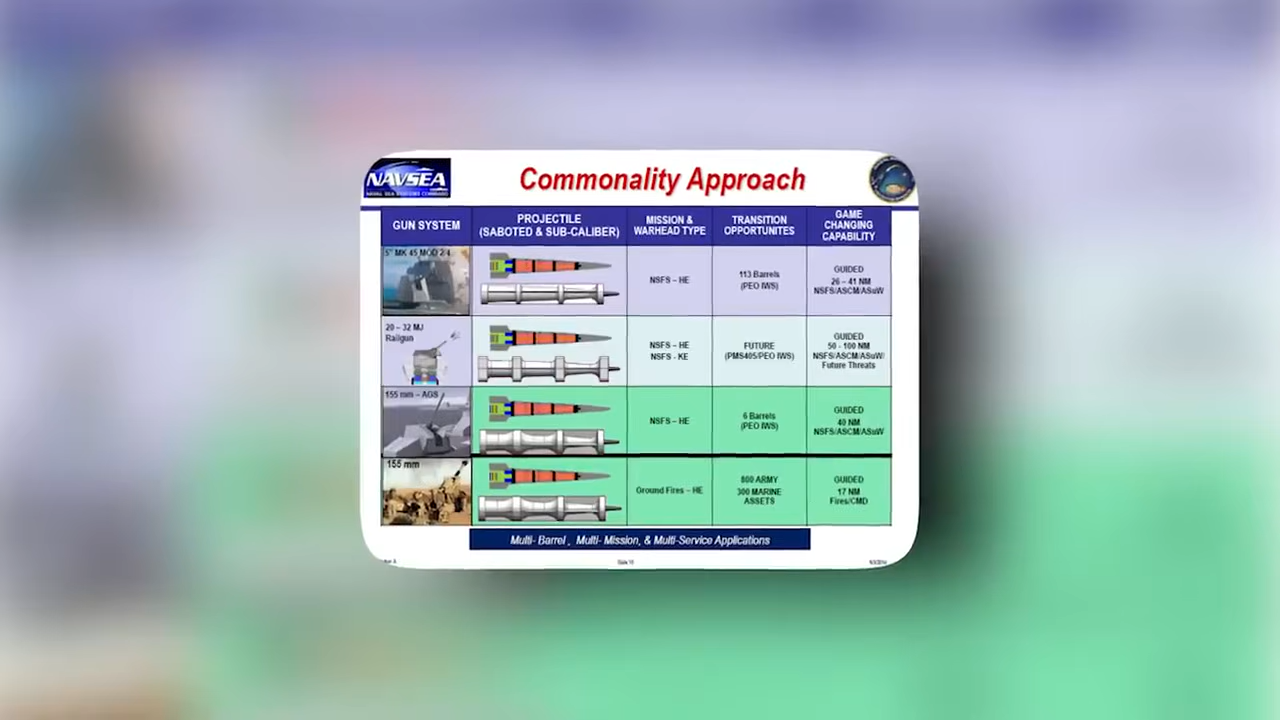 NAVSEA
NAVAL SEA SYSTEMS COMMAND
Commonality Approach
GUN SYSTEM
PROJECTILE
(SABOTED & SUB-CALIBER)
MISSION &
WARHEAD TYPE
TRANSITION
OPPORTUNITES
GAME
CHANGING
CAPABILITY
5" MK 45 MOD 2/4
NSFS – HE
113 Barrels
(PEO IWS)
GUIDED
26 – 41 NM
NSFS/ASCM/ASuW
20 – 32 MJ
Railgun
NSFS – HE
NSFS - KE
FUTURE
(PMS405/PEO IWS)
GUIDED
50 - 100 NM
NSFS/ASCM/ASuW/
Future Threats
155 mm – AGS
NSFS – HE
6 Barrels
(PEO IWS)
GUIDED
40 NM
NSFS/ASCM/ASuW
155 mm
Ground Fires – HE
800 ARMY
300 MARINE
ASSETS
GUIDED
17 NM
Fires/CMD
Multi- Barrel , Multi- Mission, & Multi-Service Applications